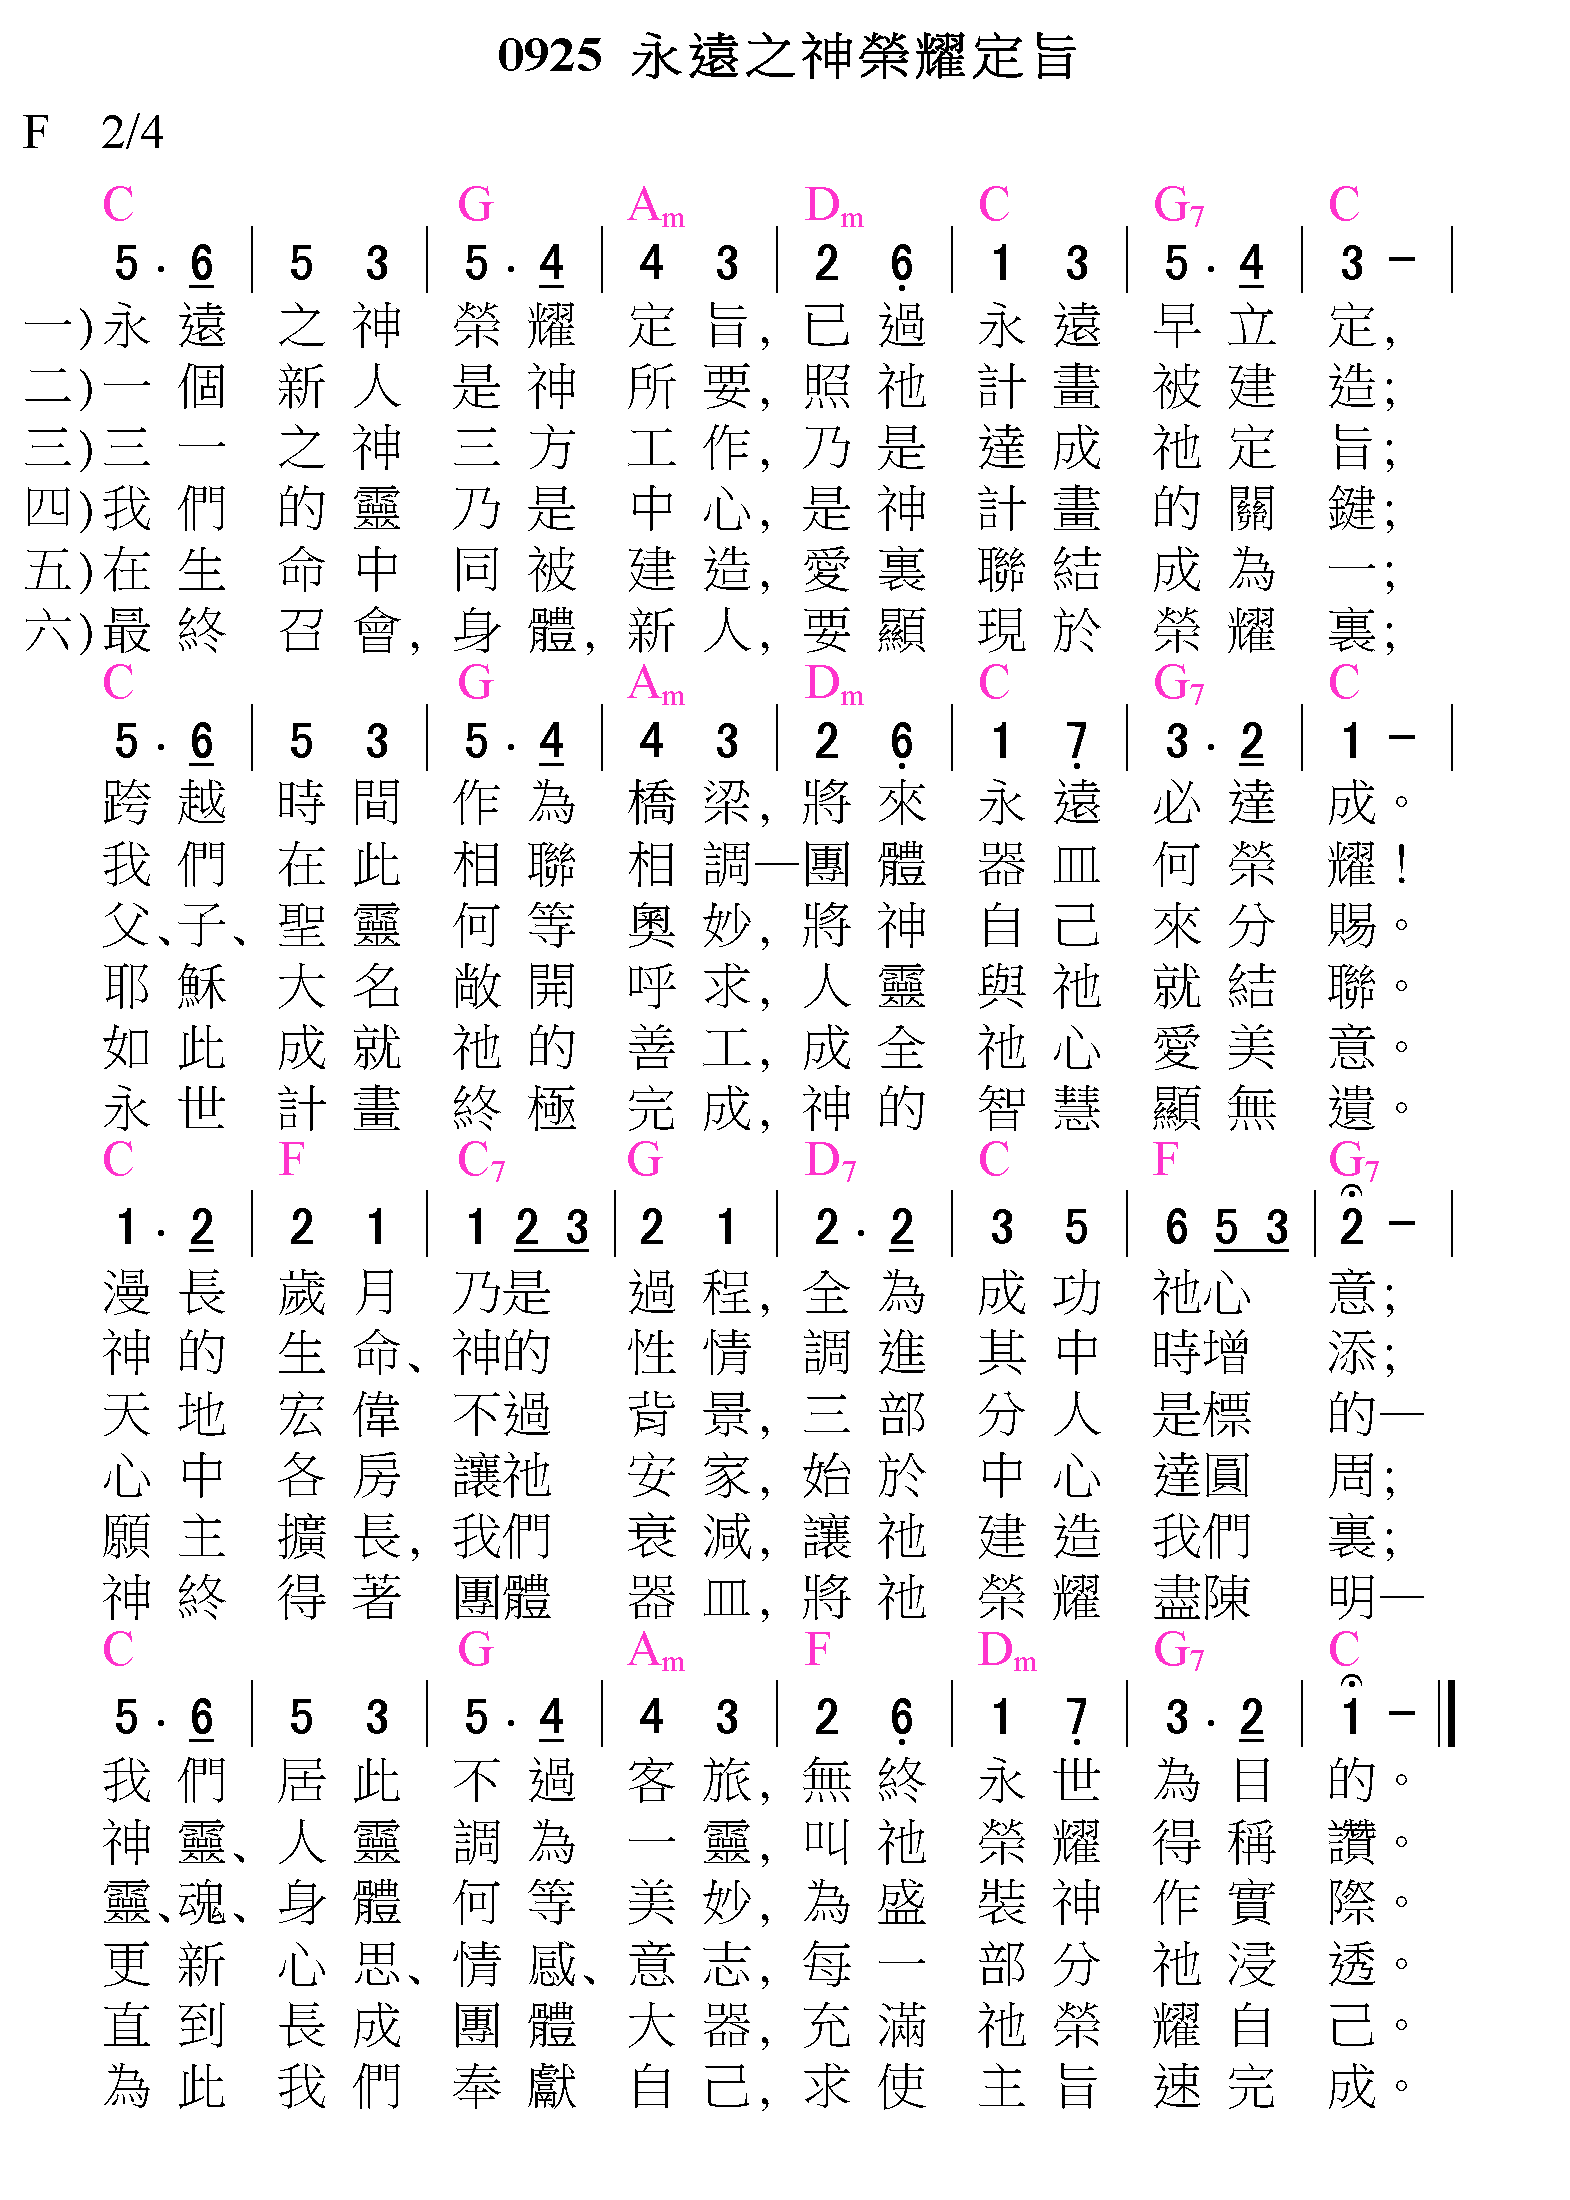 0925 永遠之神榮耀定旨
F 2/4
C G Am Dm C G7 C
5 . 6 | 5 3 | 5 . 4 | 4 3 | 2 6̣ | 1 3 | 5 . 4 | 3 – |
一)永遠之神榮耀定旨,已過永遠早立定,
二)一個新人是神所要,照祂計畫被建造;
三)三一之神三方工作,乃是達成祂定旨;
四)我們的靈乃是中心,是神計畫的關鍵;
五)在生命中同被建造,愛裏聯結成為一;
六)最終召會,身體,新人,要顯現於榮耀裏;
C G Am Dm C G7 C
5 . 6 | 5 3 | 5 . 4 | 4 3 | 2 6̣ | 1 7̣ | 3 . 2 | 1 – |
跨越時間作為橋梁,將來永遠必達成。
我們在此相聯相調—團體器皿何榮耀!
父、子、聖靈何等奧妙,將神自己來分賜。
耶穌大名敞開呼求,人靈與祂就結聯。
如此成就祂的善工,成全祂心愛美意。
永世計畫終極完成,神的智慧顯無遺。
C F C7 G D7 C F G7
1 . 2 | 2 1 | 1 2 3 | 2 1 | 2 . 2 | 3 5 | 6 5 3 | 2 – |
漫長歲月乃是過程,全為成功祂心意;
神的生命、神的性情調進其中時增添;
天地宏偉不過背景,三部分人是標的—
心中各房讓祂安家,始於中心達圓周;
願主擴長,我們衰減,讓祂建造我們裏;
神終得著團體器皿,將祂榮耀盡陳明—
C G Am F Dm G7 C
5 . 6 | 5 3 | 5 . 4 | 4 3 | 2 6̣ | 1 7̣ | 3 . 2 | 1 – ‖
我們居此不過客旅,無終永世為目的。
神靈、人靈調為一靈,叫祂榮耀得稱讚。
靈、魂、身體何等美妙,為盛裝神作實際。
更新心思、情感、意志,每一部分祂浸透。
直到長成團體大器,充滿祂榮耀自己。
為此我們奉獻自己,求使主旨速完成。